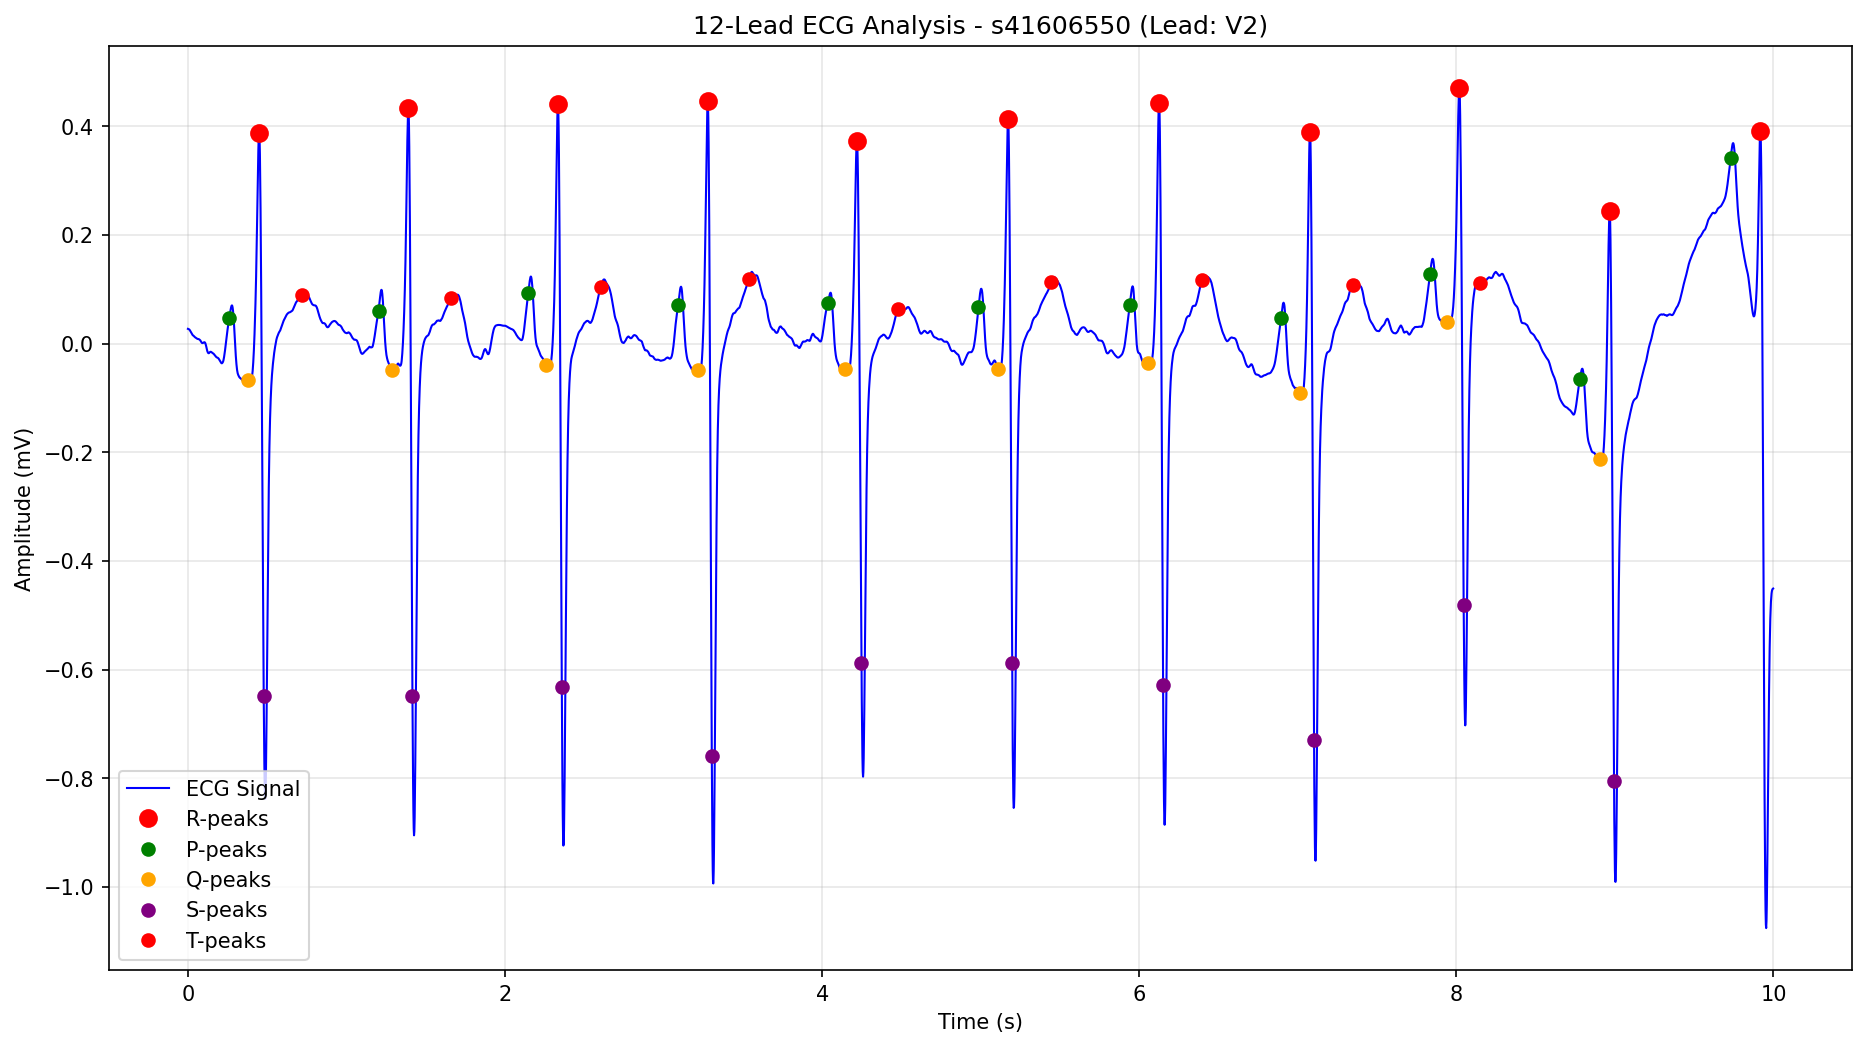 12-Lead ECG Analysis - s41606550 (Lead: V2)
Amplitude (mV)
0.4
0.2
0.0
−0.2
−0.4
−0.6
−0.8
−1.0
ECG Signal
R-peaks
P-peaks
Q-peaks
S-peaks
T-peaks
0 2 4 6 8 10
Time (s)